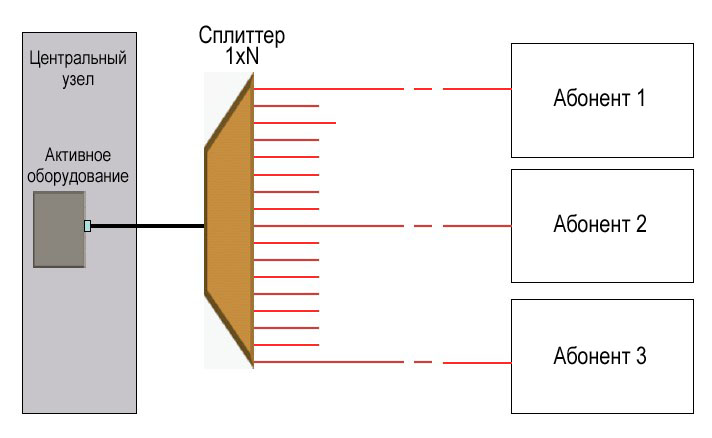 Сплиттер
1xN
Центральный
узел
Активное
оборудование
Абонент 1
Абонент 2
Абонент 3